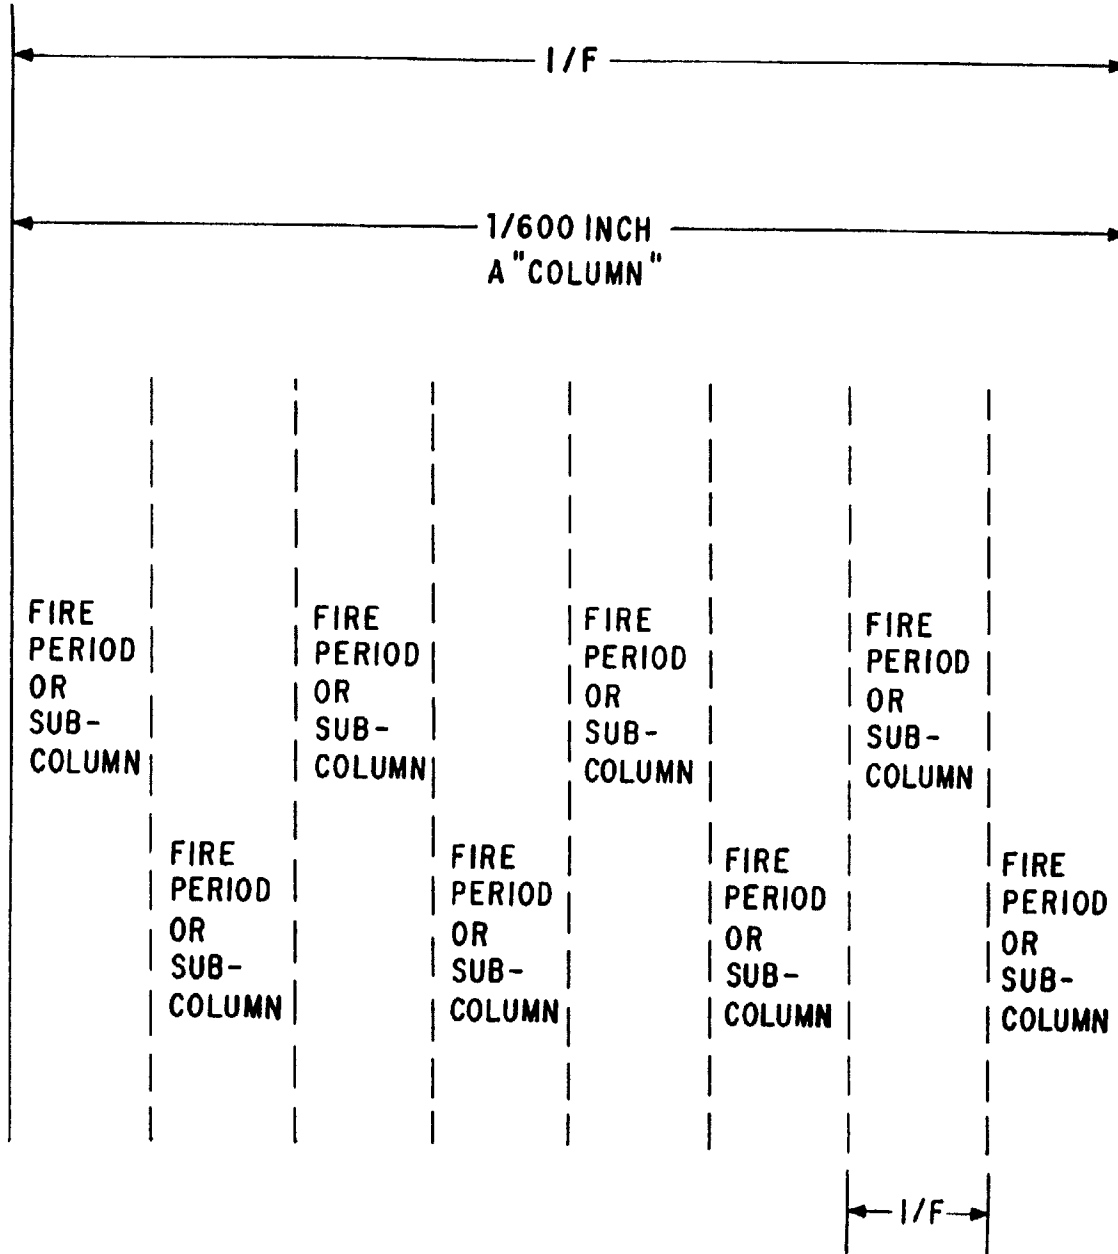 1/F
1/600 INCH
A "COLUMN"
FIRE
PERIOD
OR
SUB-
COLUMN
FIRE
PERIOD
OR
SUB-
COLUMN
FIRE
PERIOD
OR
SUB-
COLUMN
FIRE
PERIOD
OR
SUB-
COLUMN
FIRE
PERIOD
OR
SUB-
COLUMN
FIRE
PERIOD
OR
SUB-
COLUMN
FIRE
PERIOD
OR
SUB-
COLUMN
FIRE
PERIOD
OR
SUB-
COLUMN
1/F